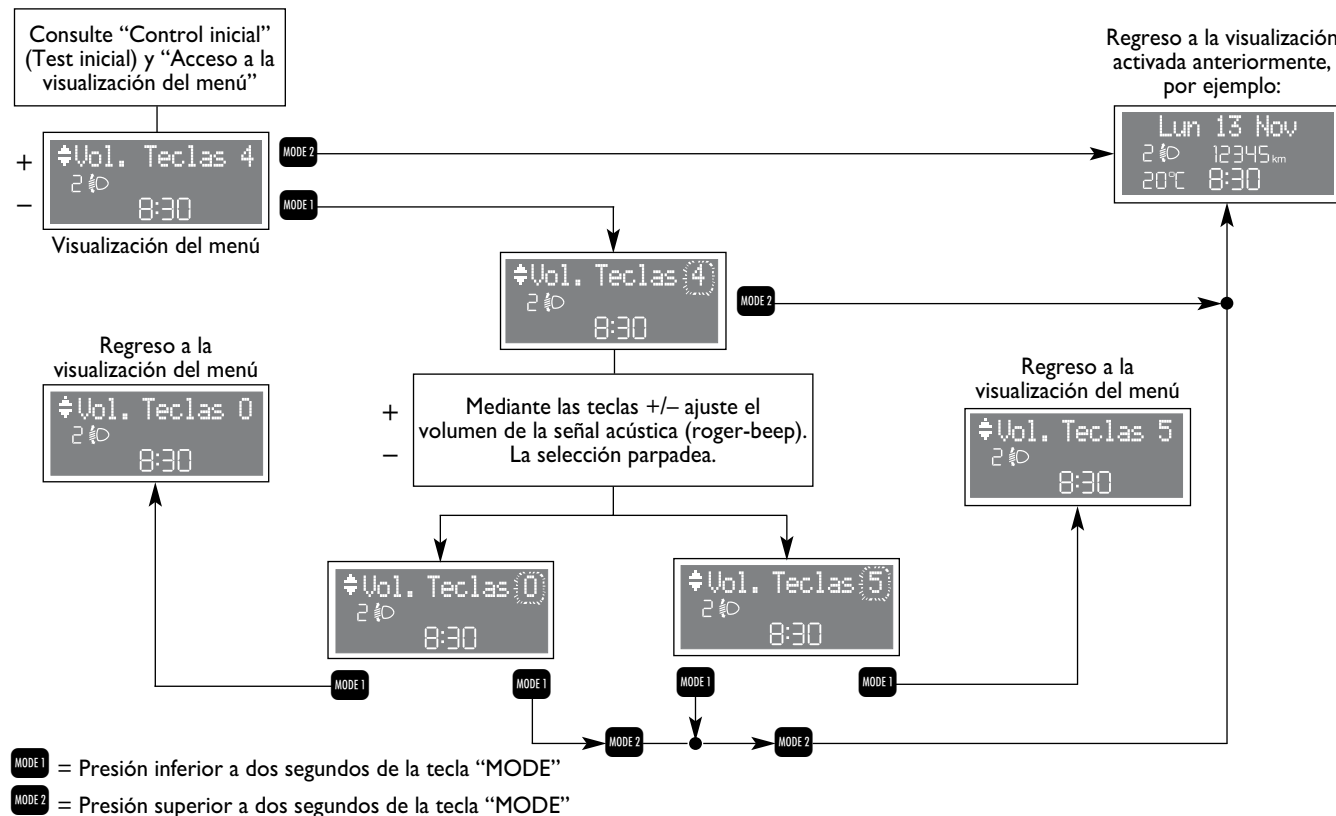 Consulte “Control inicial”
(Test inicial) y “Acceso a la
visualización del menú”
Regreso a la visualización
activada anteriormente,
por ejemplo:
+
–
Vol. Teclas 4
2
8:30
MODE 2
MODE 1
Visualización del menú
Lun 13 Nov
2 12345 km
20°C 8:30
Vol. Teclas 4
2
8:30
MODE 2
Regreso a la
visualización del menú
Vol. Teclas 0
2
8:30
+
–
Mediante las teclas +/– ajuste el
volumen de la señal acústica (roger-beep).
La selección parpadea.
Regreso a la
visualización del menú
Vol. Teclas 5
2
8:30
Vol. Teclas 0
2
8:30
Vol. Teclas 5
2
8:30
MODE 1
MODE 1
MODE 1
MODE 1
MODE 2
MODE 2
MODE 1 = Presión inferior a dos segundos de la tecla “MODE”
MODE 2 = Presión superior a dos segundos de la tecla “MODE”